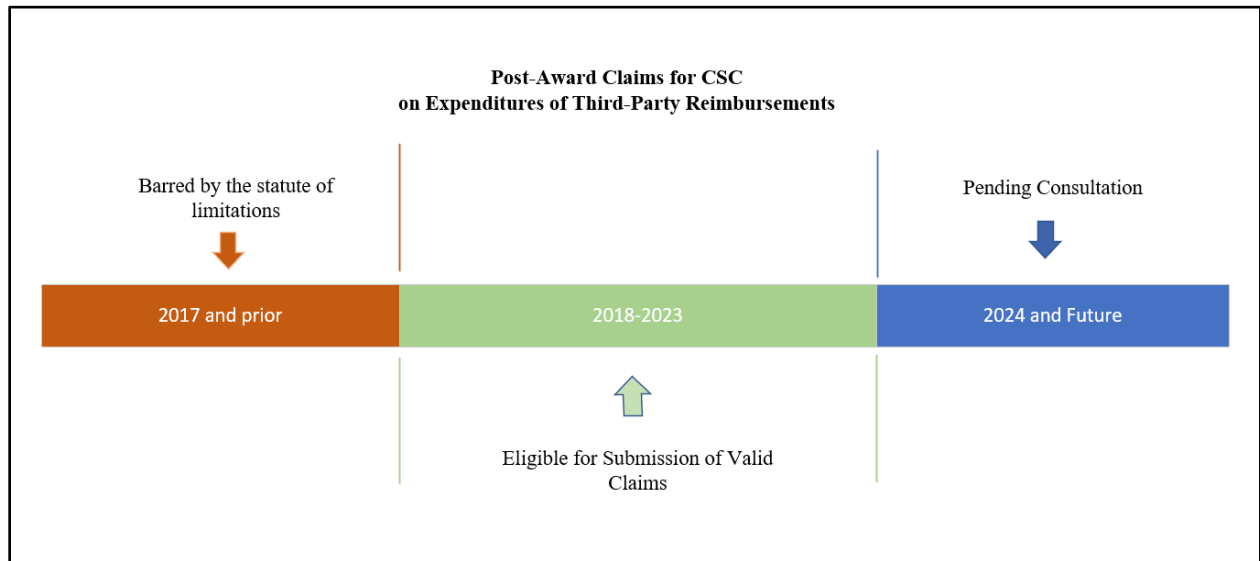 Post-Award Claims for CSC
on Expenditures of Third-Party Reimbursements
Barred by the statute of
limitations
Pending Consultation
2017 and prior
2018-2023
2024 and Future
Eligible for Submission of Valid
Claims